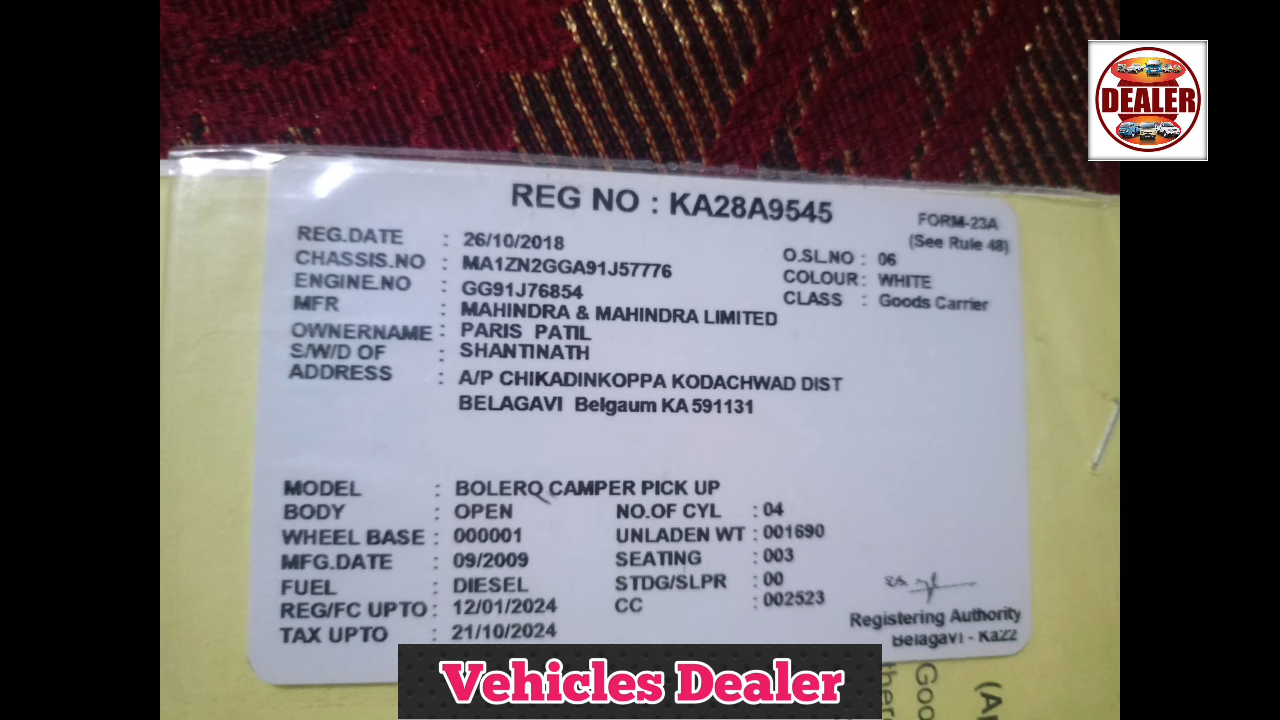 DEALER
REG NO : KA28A9545
FORM-23A
(See Rule 48)
REG.DATE : 26/10/2018
CHASSIS.NO : MA1ZN2GGA91J57776
O.SL.NO : 06
ENGINE.NO : GG91J76854
COLOUR : WHITE
MFR : MAHINDRA & MAHINDRA LIMITED
CLASS : Goods Carrier
OWNERNAME : PARIS PATIL
S/W/D OF : SHANTINATH
ADDRESS : A/P CHIKADINKOPPA KODACHWAD DIST
BELAGAVI Belgaum KA 591131
MODEL : BOLERO CAMPER PICK UP
BODY : OPEN NO.OF CYL : 04
WHEEL BASE : 000001 UNLADEN WT : 001690
MFG.DATE : 09/2009 SEATING : 003
FUEL : DIESEL STDG/SLPR : 00
REG/FC UPTO : 12/01/2024 CC : 002523
TAX UPTO : 21/10/2024
Registering Authority
Belagavi - Ka22
Vehicles Dealer